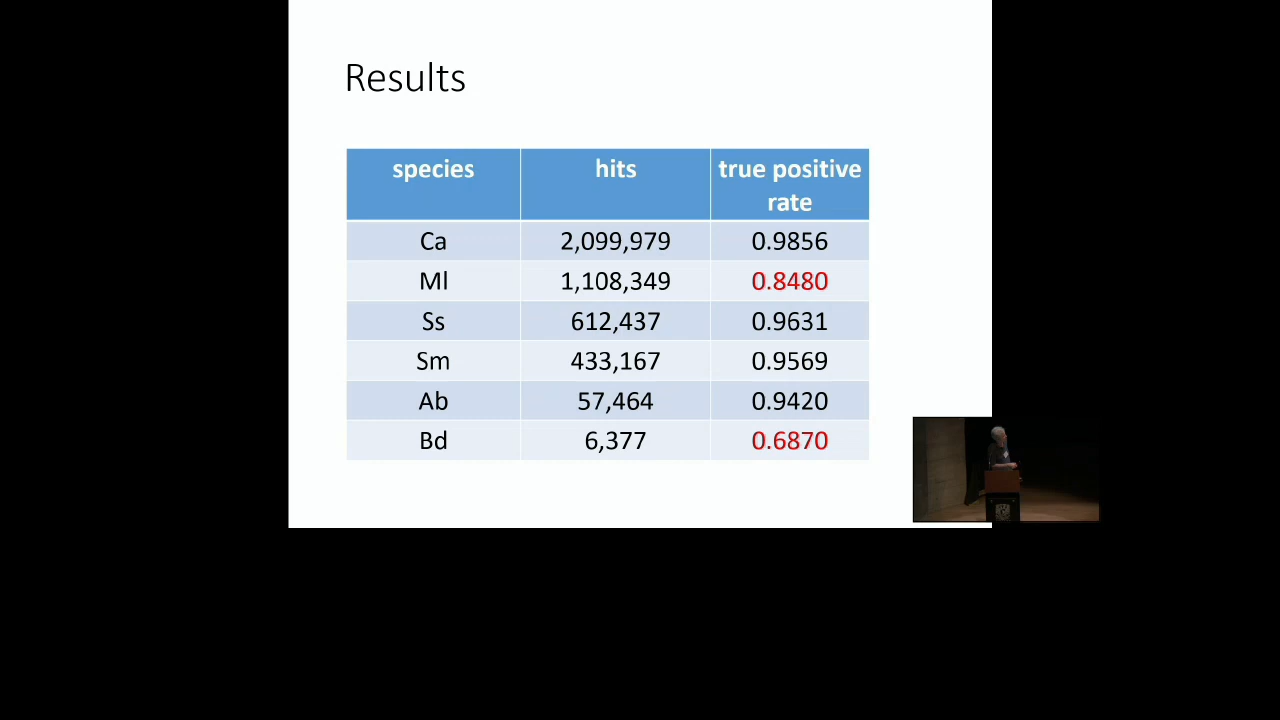 Results
species hits true positive rate
Ca 2,099,979 0.9856
Ml 1,108,349 0.8480
Ss 612,437 0.9631
Sm 433,167 0.9569
Ab 57,464 0.9420
Bd 6,377 0.6870